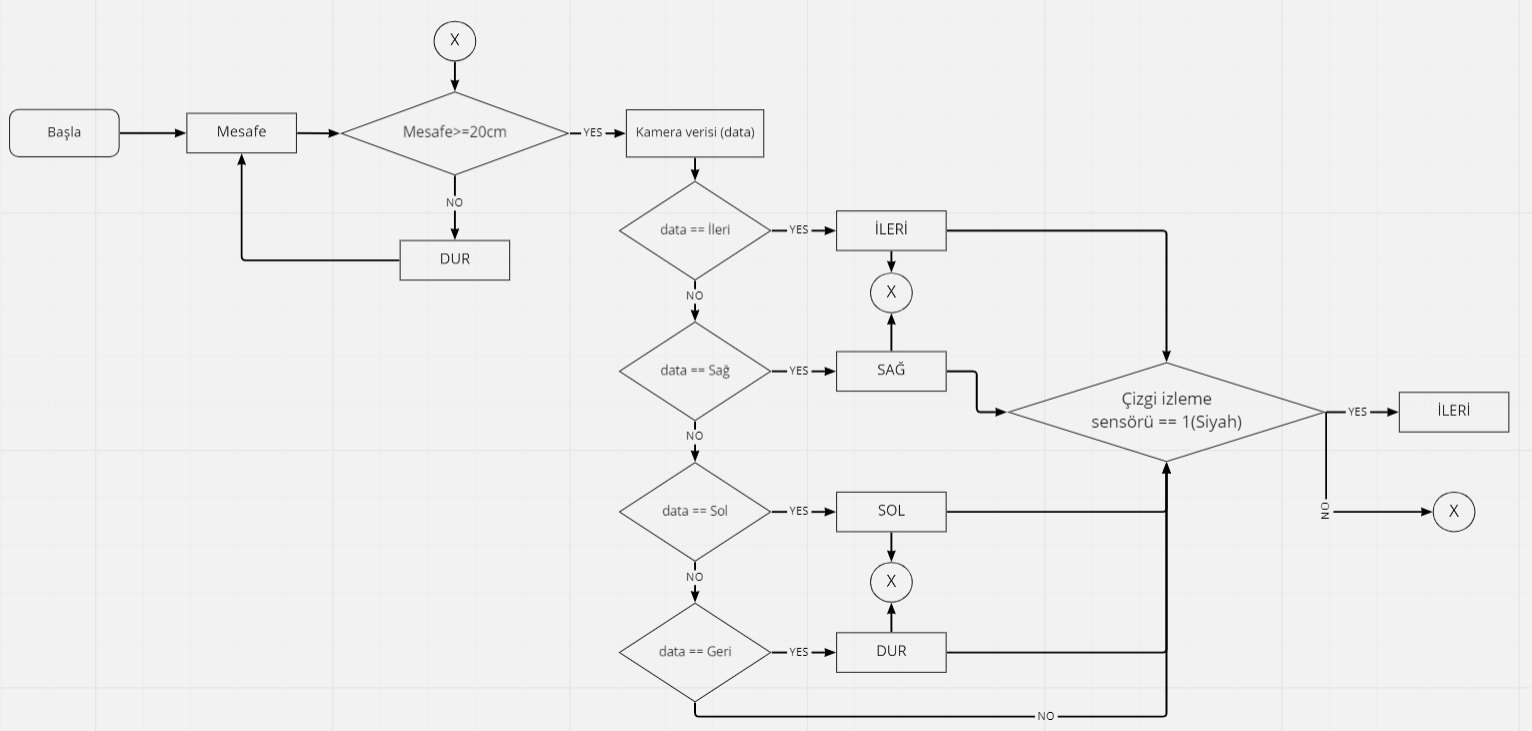 X
Başla
Mesafe
Mesafe>=20cm
YES
Kamera verisi (data)
NO
DUR
data == İleri
YES
İLERİ
NO
X
data == Sağ
YES
SAĞ
Çizgi izleme
sensörü == 1(Siyah)
YES
İLERİ
NO
data == Sol
YES
SOL
NO
X
NO
X
data == Geri
YES
DUR
NO